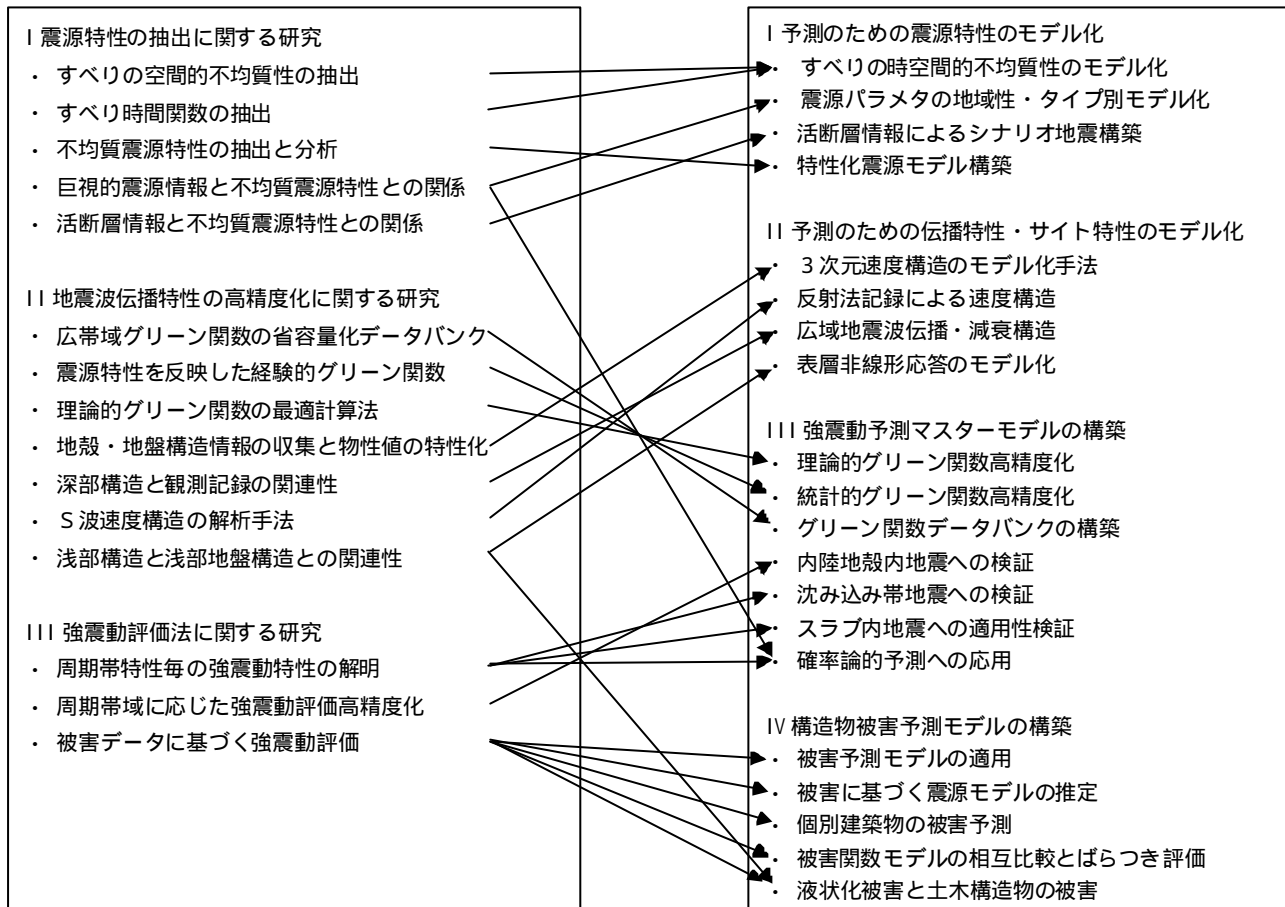 I 震源特性の抽出に関する研究
・ すべりの空間的不均質性の抽出
・ すべり時間関数の抽出
・ 不均質震源特性の抽出と分析
・ 巨視的震源情報と不均質震源特性との関係
・ 活断層情報と不均質震源特性との関係
II 地震波伝播特性の高精度化に関する研究
・ 広帯域グリーン関数の省容量化データバンク
・ 震源特性を反映した経験的グリーン関数
・ 理論的グリーン関数の最適計算法
・ 地殻・地盤構造情報の収集と物性値の特性化
・ 深部構造と観測記録の関連性
・ S波速度構造の解析手法
・ 浅部構造と浅部地盤構造との関連性
III 強震動評価法に関する研究
・ 周期帯特性毎の強震動特性の解明
・ 周期帯域に応じた強震動評価高精度化
・ 被害データに基づく強震動評価
I 予測のための震源特性のモデル化
・ すべりの時空間的不均質性のモデル化
・ 震源パラメタの地域性・タイプ別モデル化
・ 活断層情報によるシナリオ地震構築
・ 特性化震源モデル構築
II 予測のための伝播特性・サイト特性のモデル化
・ 3次元速度構造のモデル化手法
・ 反射法記録による速度構造
・ 広域地震波伝播・減衰構造
・ 表層非線形応答のモデル化
III 強震動予測マスターモデルの構築
・ 理論的グリーン関数高精度化
・ 統計的グリーン関数高精度化
・ グリーン関数データバンクの構築
・ 内陸地殻内地震への検証
・ 沈み込み帯地震への検証
・ スラブ内地震への適用性検証
・ 確率論的予測への応用
IV 構造物被害予測モデルの構築
・ 被害予測モデルの適用
・ 被害に基づく震源モデルの推定
・ 個別建築物の被害予測
・ 被害関数モデルの相互比較とばらつき評価
・ 液状化被害と土木構造物の被害